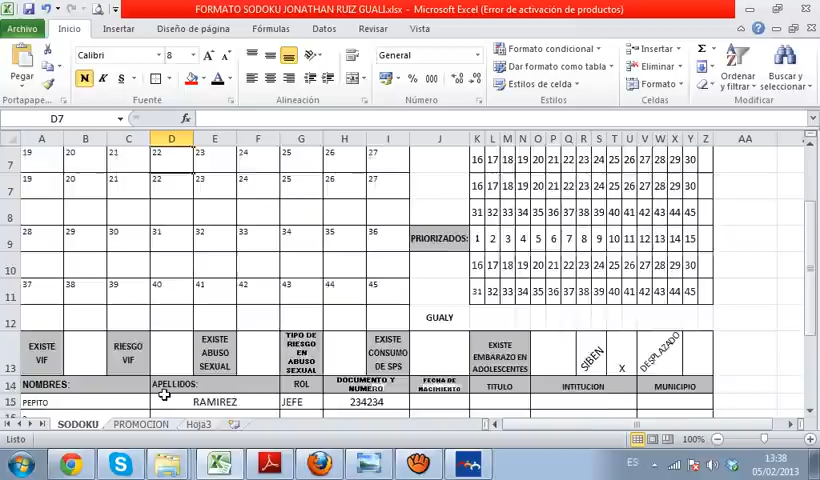 FORMATO SODOKU JONATHAN RUIZ GUALI.xlsx - Microsoft Excel (Error de activación de productos)
Archivo Inicio Insertar Diseño de página Fórmulas Datos Revisar Vista
Pegar Calibri 8 A A General Formato condicional Insertar Σ
N K S Dar formato como tabla Eliminar Ordenar y filtrar Buscar y seleccionar
$ % 000 Estilos de celda Formato
Portapape... Fuente Alineación Número Estilos Celdas Modificar
D7 fx
A B C D E F G H I J K L M N O P Q R S T U V W X Y Z AA
7 19 20 21 22 23 24 25 26 27 16 17 18 19 20 21 22 23 24 25 26 27 28 29 30
7 19 20 21 22 23 24 25 26 27 16 17 18 19 20 21 22 23 24 25 26 27 28 29 30
8 31 32 33 34 35 36 37 38 39 40 41 42 43 44 45
9 28 29 30 31 32 33 34 35 36 PRIORIZADOS: 1 2 3 4 5 6 7 8 9 10 11 12 13 14 15
10 16 17 18 19 20 21 22 23 24 25 26 27 28 29 30
11 37 38 39 40 41 42 43 44 45 31 32 33 34 35 36 37 38 39 40 41 42 43 44 45
12 GUALY
13 EXISTE VIF RIESGO VIF EXISTE ABUSO SEXUAL TIPO DE RIESGO EN ABUSO SEXUAL EXISTE CONSUMO DE SPS EXISTE EMBARAZO EN ADOLESCENTES SIBEN X DESPLAZADO
14 NOMBRES: APELLIDOS: ROL DOCUMENTO Y NUMERO FECHA DE NACIMIENTO TITULO INTITUCION MUNICIPIO
15 PEPITO RAMIREZ JEFE 234234
SODOKU PROMOCION Hoja3
Listo 100%
ES 13:38
05/02/2013